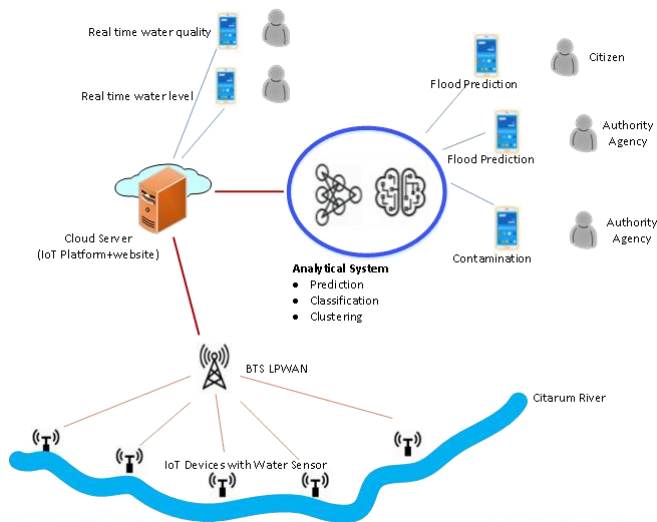 Real time water quality
Real time water level
Flood Prediction
Citizen
Flood Prediction
Authority
Agency
Contamination
Authority
Agency
Cloud Server
(IoT Platform+website)
Analytical System
● Prediction
● Classification
● Clustering
BTS LPWAN
Citarum River
IoT Devices with Water Sensor